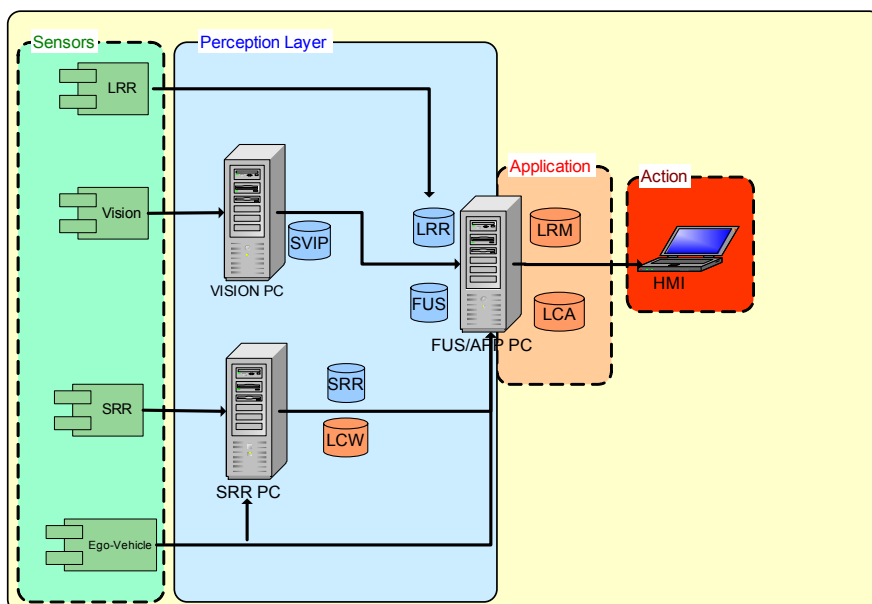 Sensors
Perception Layer
LRR
Application
Action
Vision
SVIP
LRR
LRM
VISION PC
FUS
HMI
LCA
FUS/APP PC
SRR
SRR
LCW
SRR PC
Ego-Vehicle